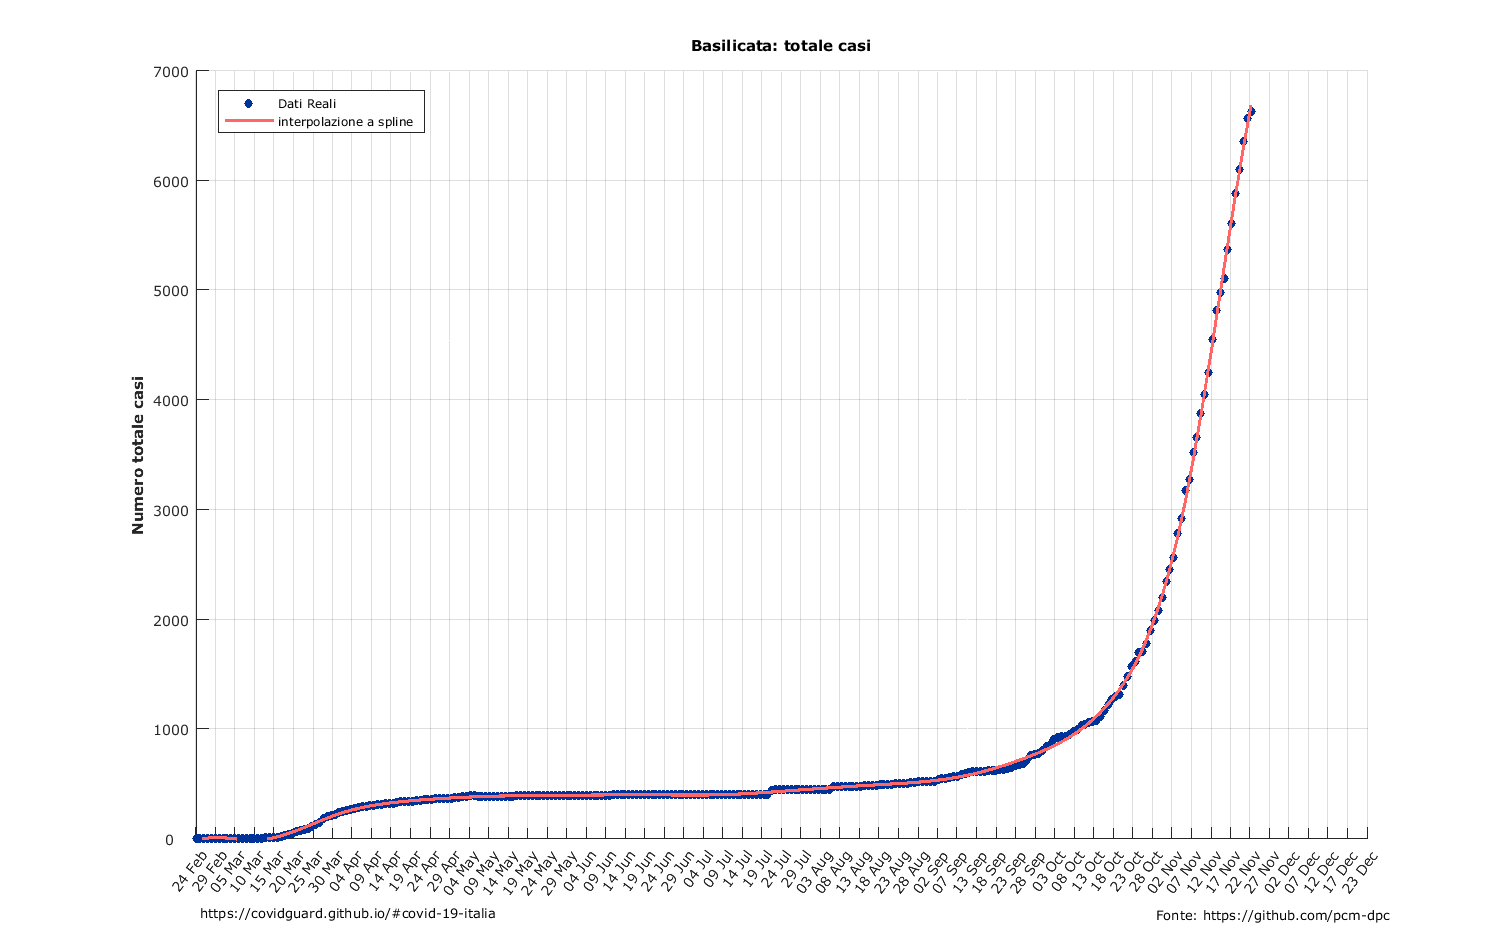 Basilicata: totale casi
Dati Reali
interpolazione a spline
Numero totale casi
7000
6000
5000
4000
3000
2000
1000
0
24 Feb
29 Feb
05 Mar
10 Mar
15 Mar
20 Mar
25 Mar
30 Mar
04 Apr
09 Apr
14 Apr
19 Apr
24 Apr
29 Apr
04 May
09 May
14 May
19 May
24 May
29 May
04 Jun
09 Jun
14 Jun
19 Jun
24 Jun
29 Jun
04 Jul
09 Jul
14 Jul
19 Jul
24 Jul
29 Jul
03 Aug
08 Aug
13 Aug
18 Aug
23 Aug
28 Aug
02 Sep
07 Sep
13 Sep
18 Sep
23 Sep
28 Sep
03 Oct
08 Oct
13 Oct
18 Oct
23 Oct
28 Oct
02 Nov
07 Nov
12 Nov
17 Nov
22 Nov
27 Nov
02 Dec
07 Dec
12 Dec
17 Dec
23 Dec
https://covidguard.github.io/#covid-19-italia
Fonte: https://github.com/pcm-dpc